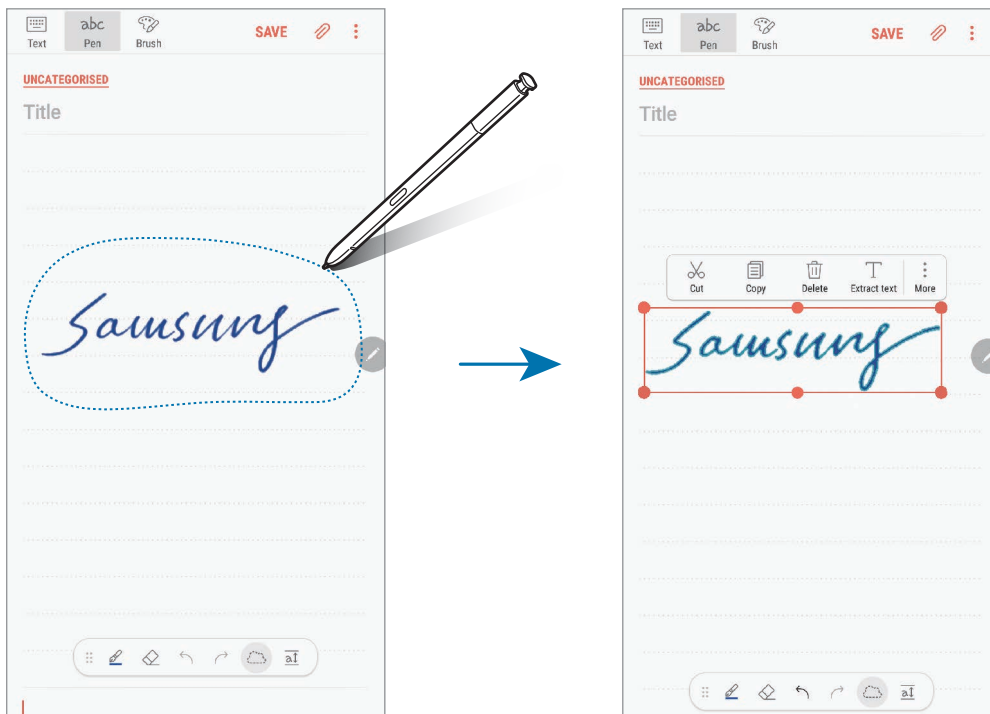 Text
abc
Pen
Brush
SAVE
UNCATEGORISED
Title
Samsung
a
Text
abc
Pen
Brush
SAVE
UNCATEGORISED
Title
Cut
Copy
Delete
Extract text
More
Samsung
a